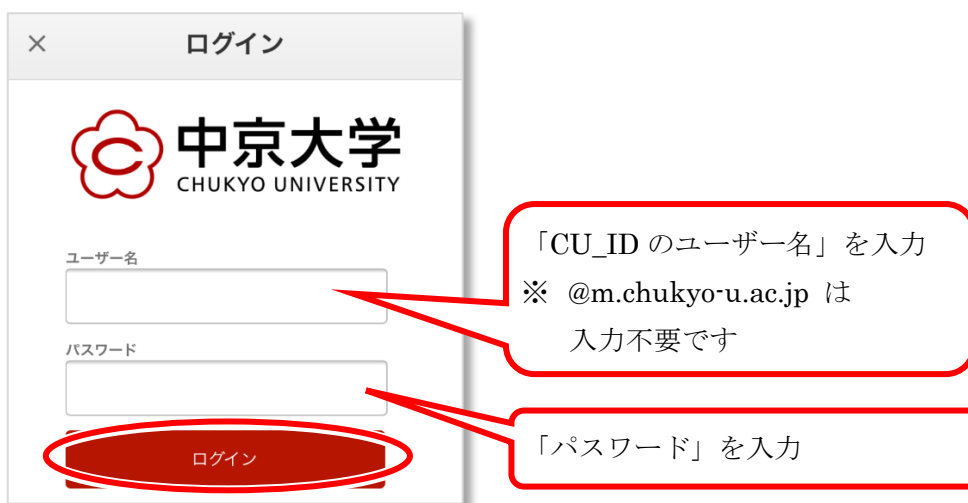 ×
ログイン
中京大学
CHUKYO UNIVERSITY
ユーザー名
パスワード
ログイン
「CU_ID のユーザー名」を入力
※ @m.chukyo-u.ac.jp は
入力不要です
「パスワード」を入力